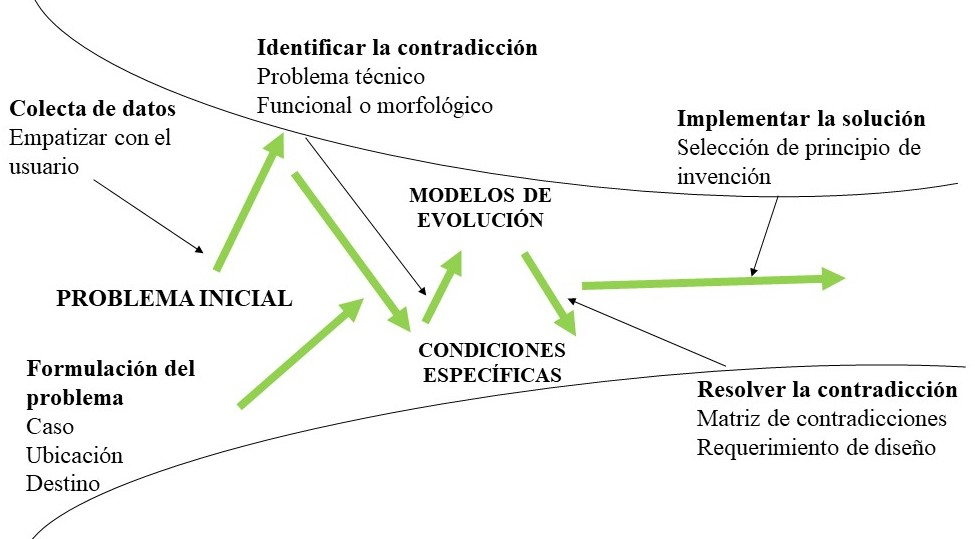 Identificar la contradicción
Problema técnico
Funcional o morfológico
Colecta de datos
Empatizar con el
usuario
Implementar la solución
Selección de principio de
invención
MODELOS DE
EVOLUCIÓN
PROBLEMA INICIAL
CONDICIONES
ESPECÍFICAS
Formulación del
problema
Caso
Ubicación
Destino
Resolver la contradicción
Matriz de contradicciones
Requerimiento de diseño